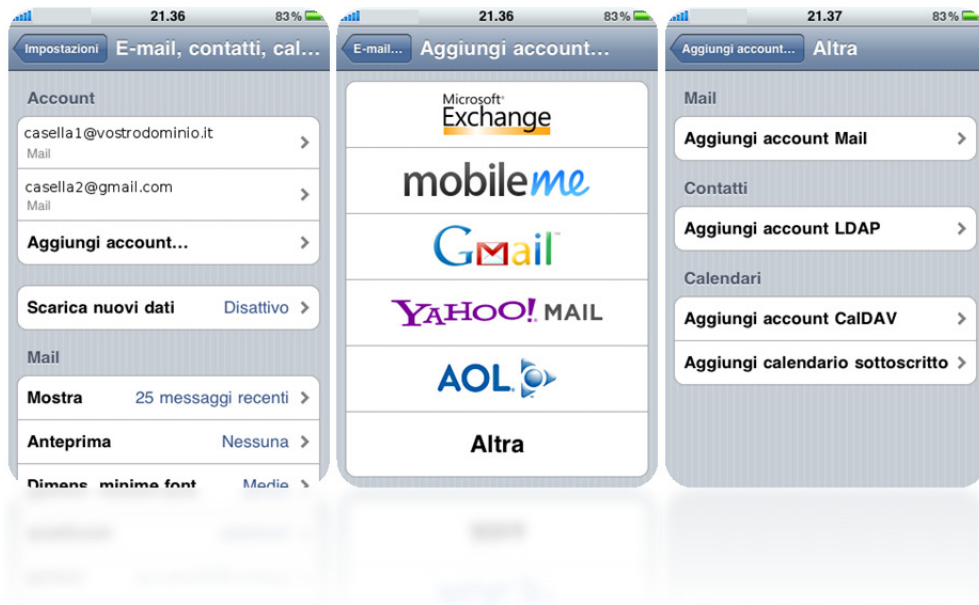 21.36
83%
Impostazioni
E-mail, contatti, cal...
Account
casella1@vostrodominio.it
Mail
casella2@gmail.com
Mail
Aggiungi account...
Scarica nuovi dati Disattivo
Mail
Mostra 25 messaggi recenti
Anteprima Nessuna
Dimens. minime font Medie
21.36
83%
E-mail...
Aggiungi account...
Microsoft
Exchange
mobileme
Gmail
YAHOO! MAIL
AOL
Altra
21.37
83%
Aggiungi account...
Altra
Mail
Aggiungi account Mail
Contatti
Aggiungi account LDAP
Calendari
Aggiungi account CalDAV
Aggiungi calendario sottoscritto